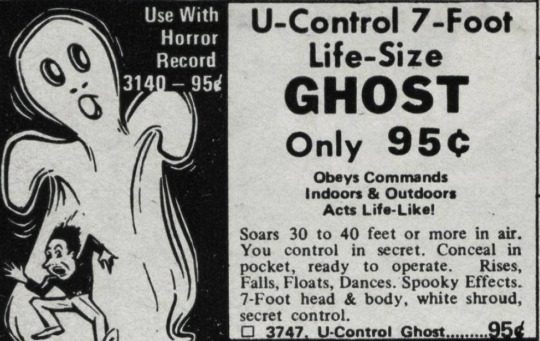 Use With
Horror
Record
3140 – 95¢
U-Control 7-Foot
Life-Size
GHOST
Only 95¢
Obeys Commands
Indoors & Outdoors
Acts Life-Like!
Soars 30 to 40 feet or more in air.
You control in secret. Conceal in
pocket, ready to operate. Rises,
Falls, Floats, Dances. Spooky Effects.
7-Foot head & body, white shroud,
secret control.
□ 3747. U-Control Ghost.........95¢